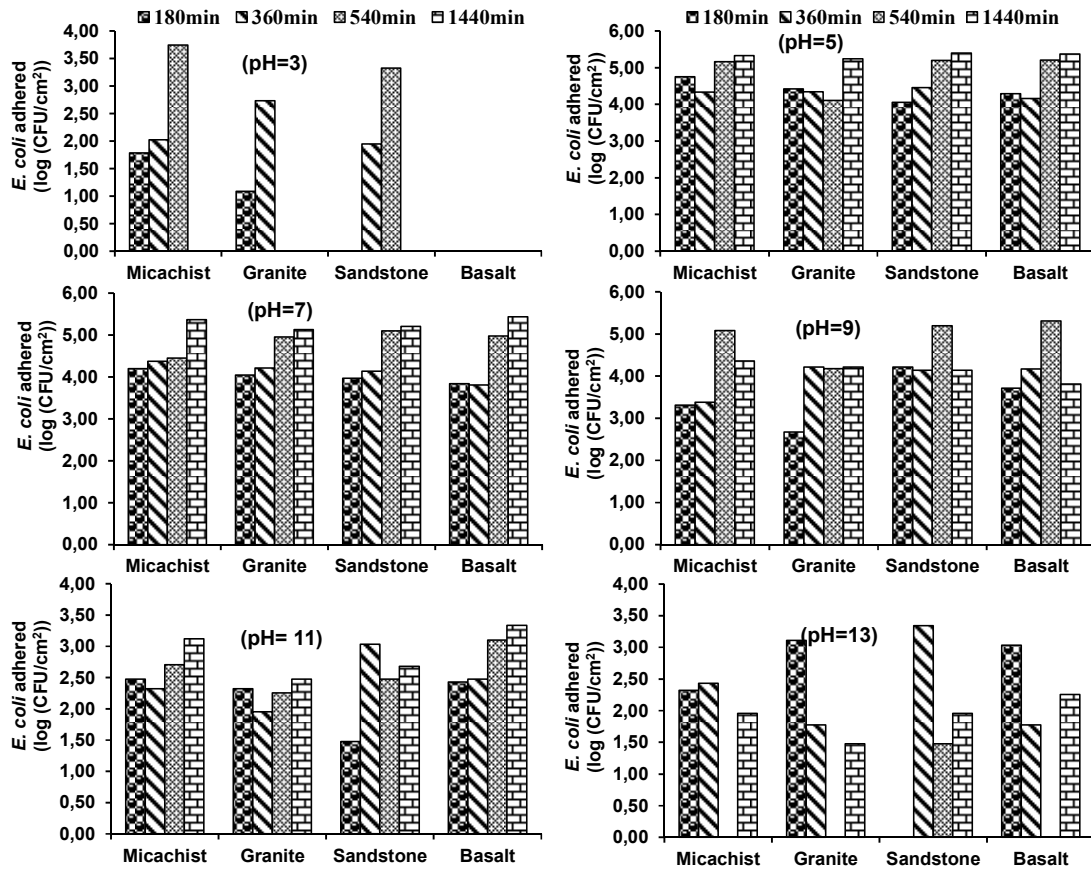 180min 360min 540min 1440min
180min 360min 540min 1440min
E. coli adhered
(log (CFU/cm²))
4,00
3,50
3,00
2,50
2,00
1,50
1,00
0,50
0,00
(pH=3)
Micachist Granite Sandstone Basalt
E. coli adhered
(log (CFU/cm²))
6,00
5,00
4,00
3,00
2,00
1,00
0,00
(pH=5)
Micachist Granite Sandstone Basalt
E. coli adhered
(log (CFU/cm²))
6,00
5,00
4,00
3,00
2,00
1,00
0,00
(pH=7)
Micachist Granite Sandstone Basalt
E. coli adhered
(log (CFU/cm²))
6,00
5,00
4,00
3,00
2,00
1,00
0,00
(pH=9)
Micachist Granite Sandstone Basalt
E. coli adhered
(log (CFU/cm²))
4,00
3,50
3,00
2,50
2,00
1,50
1,00
0,50
0,00
(pH= 11)
Micachist Granite Sandstone Basalt
E. coli adhered
(log (CFU/cm²))
4,00
3,50
3,00
2,50
2,00
1,50
1,00
0,50
0,00
(pH=13)
Micachist Granite Sandstone Basalt